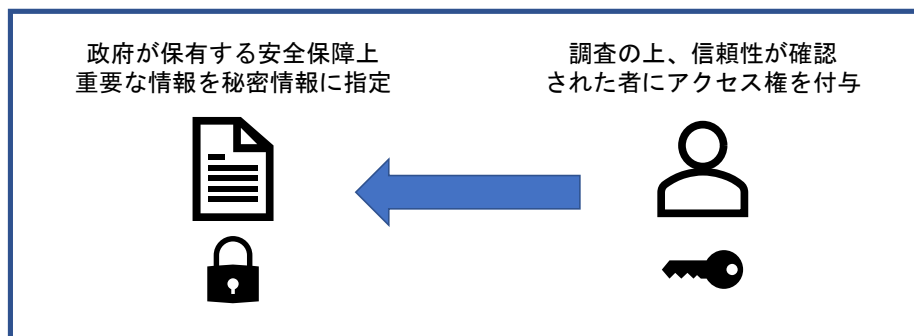 政府が保有する安全保障上
重要な情報を秘密情報に指定
調査の上、信頼性が確認
された者にアクセス権を付与